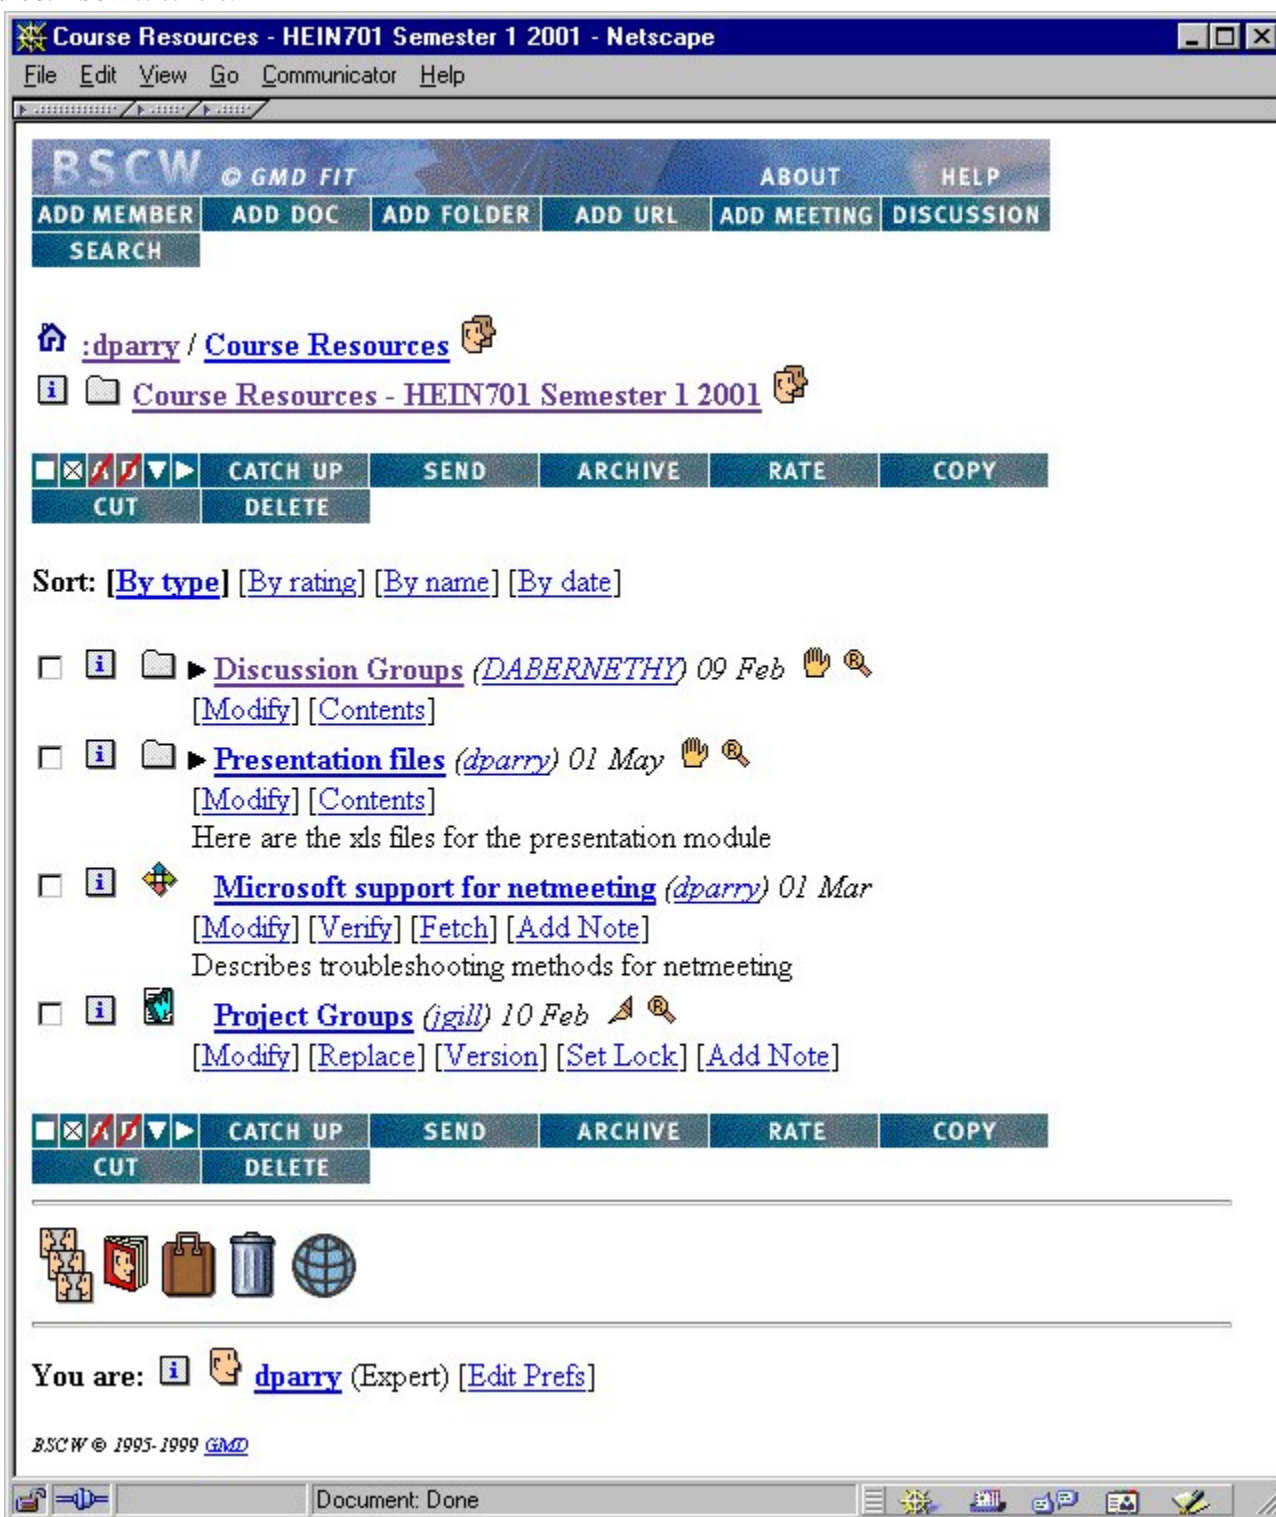 Course Resources - HEIN701 Semester 1 2001 - Netscape
File Edit View Go Communicator Help
BSCW © GMD FIT ABOUT HELP
ADD MEMBER ADD DOC ADD FOLDER ADD URL ADD MEETING DISCUSSION
SEARCH
:dparry / Course Resources
i Course Resources - HEIN701 Semester 1 2001
A D CATCH UP SEND ARCHIVE RATE COPY
CUT DELETE
Sort: [By type] [By rating] [By name] [By date]
i Discussion Groups (DABERNETHY) 09 Feb R
[Modify] [Contents]
i Presentation files (dparry) 01 May R
[Modify] [Contents]
Here are the xls files for the presentation module
i Microsoft support for netmeeting (dparry) 01 Mar
[Modify] [Verify] [Fetch] [Add Note]
Describes troubleshooting methods for netmeeting
i Project Groups (jgill) 10 Feb R
[Modify] [Replace] [Version] [Set Lock] [Add Note]
A D CATCH UP SEND ARCHIVE RATE COPY
CUT DELETE
You are: i dparry (Expert) [Edit Prefs]
BSCW © 1995-1999 GMD
Document: Done